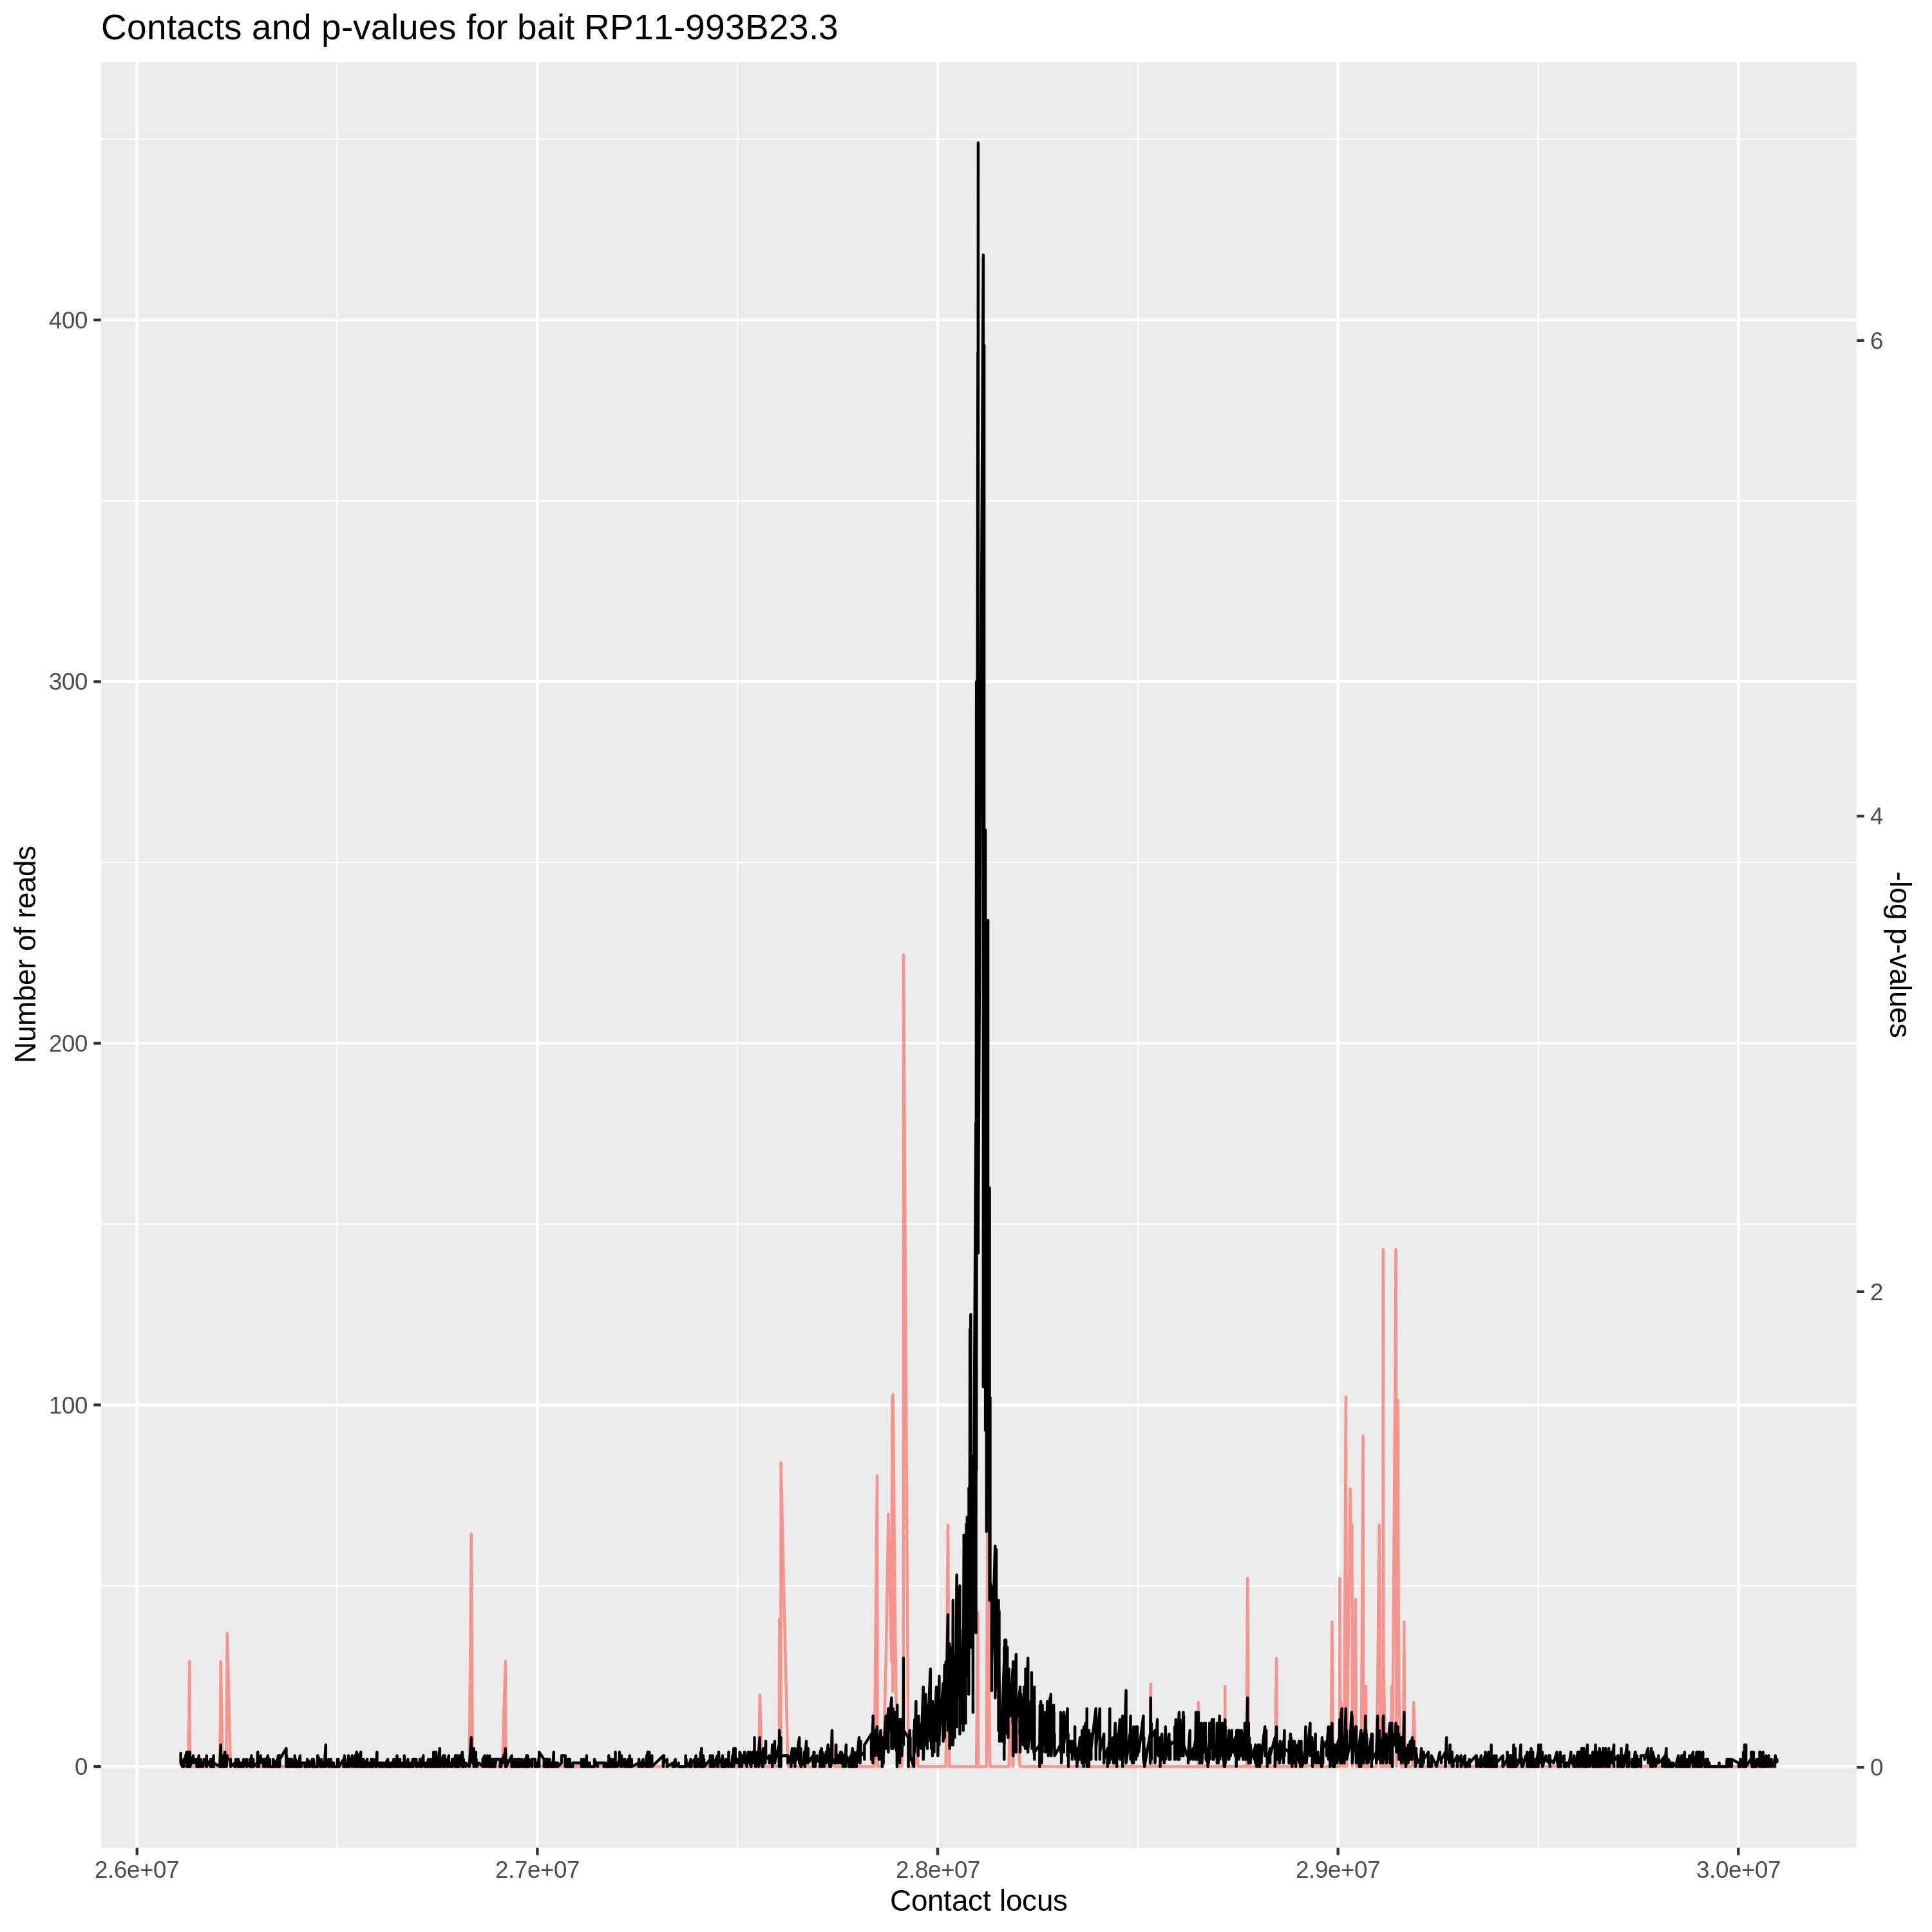 Contacts and p-values for bait RP11-993B23.3
400
300
200
100
0
Number of reads
6
4
2
0
-log p-values
2.6e+07
2.7e+07
2.8e+07
2.9e+07
3.0e+07
Contact locus